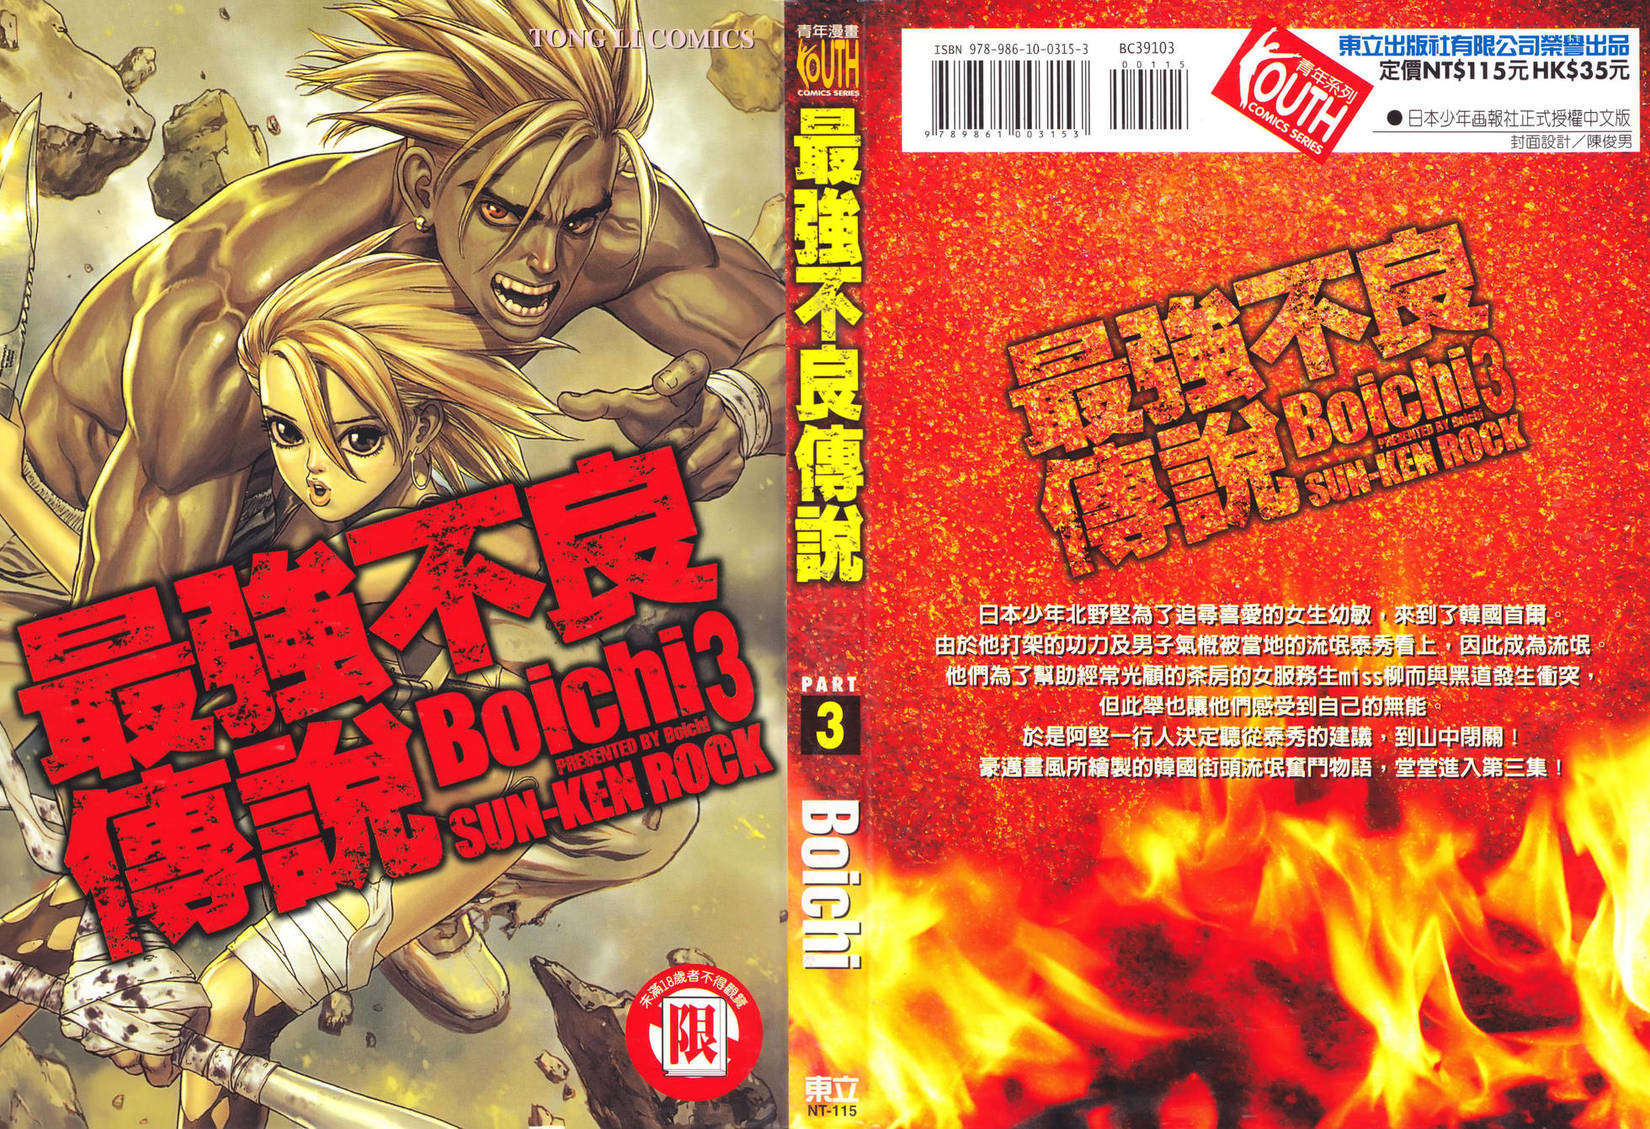 TONG LI COMICS
最強不良
傳說
Boichi 3
PRESENTED BY Boichi
SUN-KEN ROCK
未滿18歲者不得觀賞
限
青年漫畫
YOUTH
COMICS SERIES
最強不良傳說
PART
3
Boichi
東立
NT-115
ISBN 978-986-10-0315-3
BC39103
00115
9789861003153
青年系列
YOUTH
COMICS SERIES
東立出版社有限公司榮譽出品
定價NT$115元 HK$35元
●日本少年画報社正式授權中文版
封面設計／陳俊男
最強不良
傳說
Boichi 3
PRESENTED BY Boichi
SUN-KEN ROCK
日本少年北野堅為了追尋喜愛的女生幼敏，來到了韓國首爾。
由於他打架的功力及男子氣概被當地的流氓泰秀看上，因此成為流氓。
他們為了幫助經常光顧的茶房的女服務生miss柳而與黑道發生衝突，
但此舉也讓他們感受到自己的無能。
於是阿堅一行人決定聽從泰秀的建議，到山中閉關！
豪邁畫風所繪製的韓國街頭流氓奮鬥物語，堂堂進入第三集！